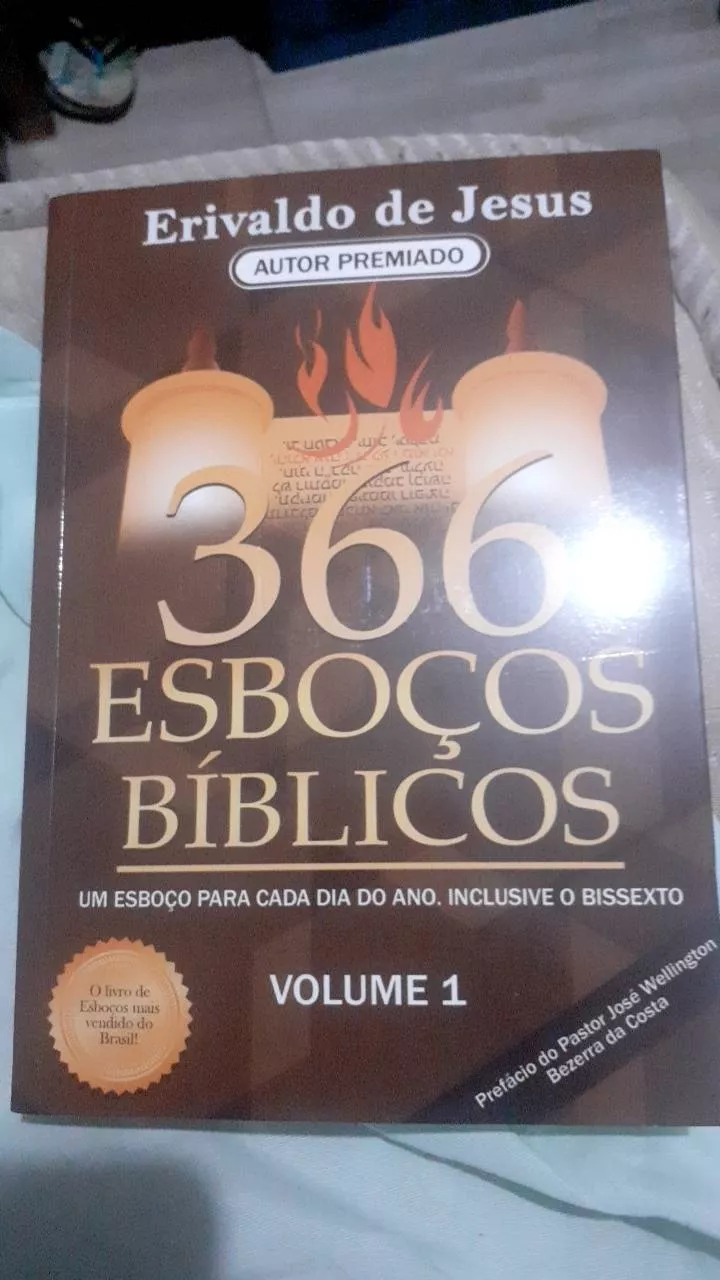 Erivaldo de Jesus
AUTOR PREMIADO
366
ESBOÇOS
BÍBLICOS
UM ESBOÇO PARA CADA DIA DO ANO. INCLUSIVE O BISSEXTO
VOLUME 1
O livro de
Esboços mais
vendido do
Brasil!
Prefácio do Pastor José Wellington
Bezerra da Costa